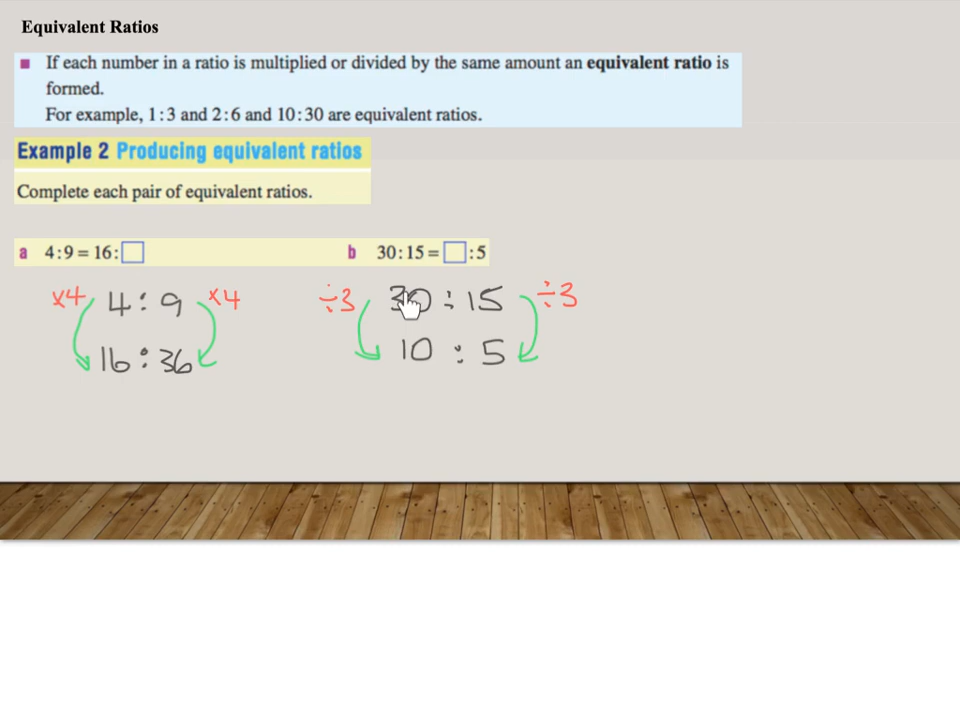 Equivalent Ratios
■ If each number in a ratio is multiplied or divided by the same amount an equivalent ratio is
formed.
For example, 1:3 and 2:6 and 10:30 are equivalent ratios.
Example 2 Producing equivalent ratios
Complete each pair of equivalent ratios.
a 4:9 = 16:□ b 30:15 = □:5
×4 4:9 ×4 ÷3 30:15 ÷3
16:36 10:5